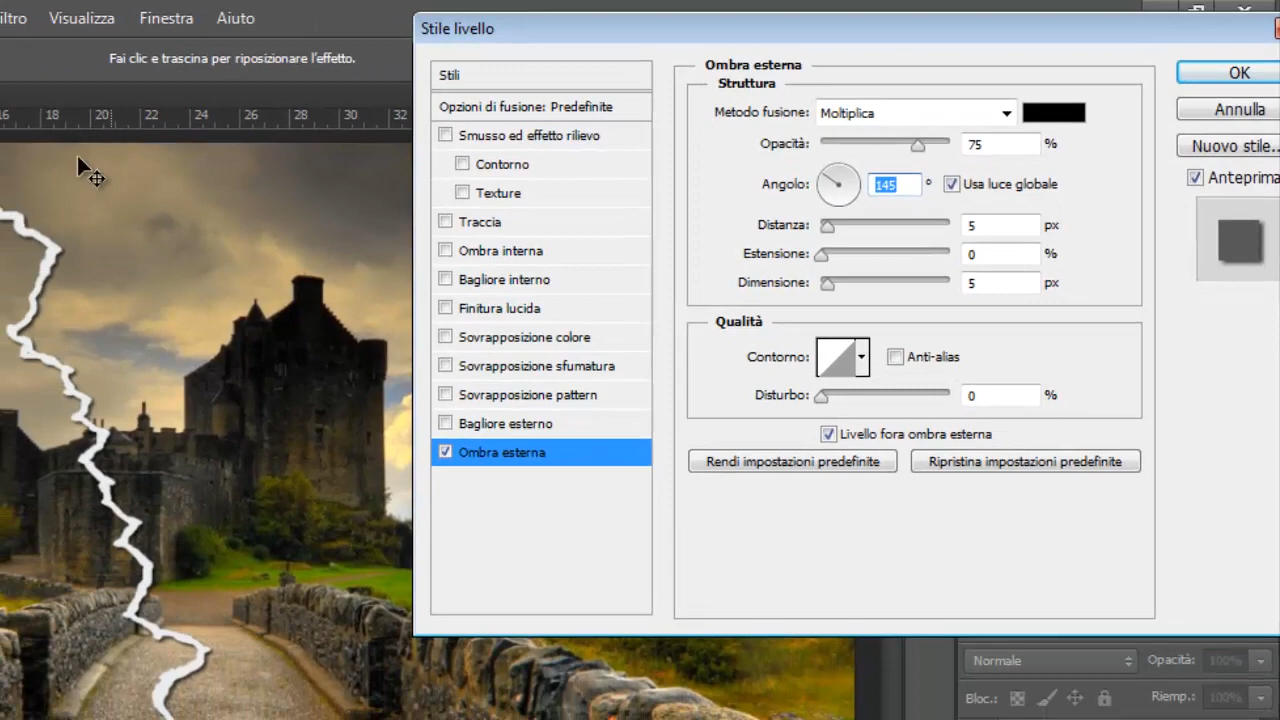 iltro Visualizza Finestra Aiuto
Fai clic e trascina per riposizionare l'effetto.
16 18 20 22 24 26 28 30 32
Stile livello
Stili
Opzioni di fusione: Predefinite
Smusso ed effetto rilievo
Contorno
Texture
Traccia
Ombra interna
Bagliore interno
Finitura lucida
Sovrapposizione colore
Sovrapposizione sfumatura
Sovrapposizione pattern
Bagliore esterno
Ombra esterna
Ombra esterna
Struttura
Metodo fusione: Moltiplica
Opacità: 75 %
Angolo: 145 ° Usa luce globale
Distanza: 5 px
Estensione: 0 %
Dimensione: 5 px
Qualità
Contorno: Anti-alias
Disturbo: 0 %
Livello fora ombra esterna
Rendi impostazioni predefinite Ripristina impostazioni predefinite
OK
Annulla
Nuovo stile...
Anteprima
Normale Opacità: 100%
Bloc.: Riemp.: 100%